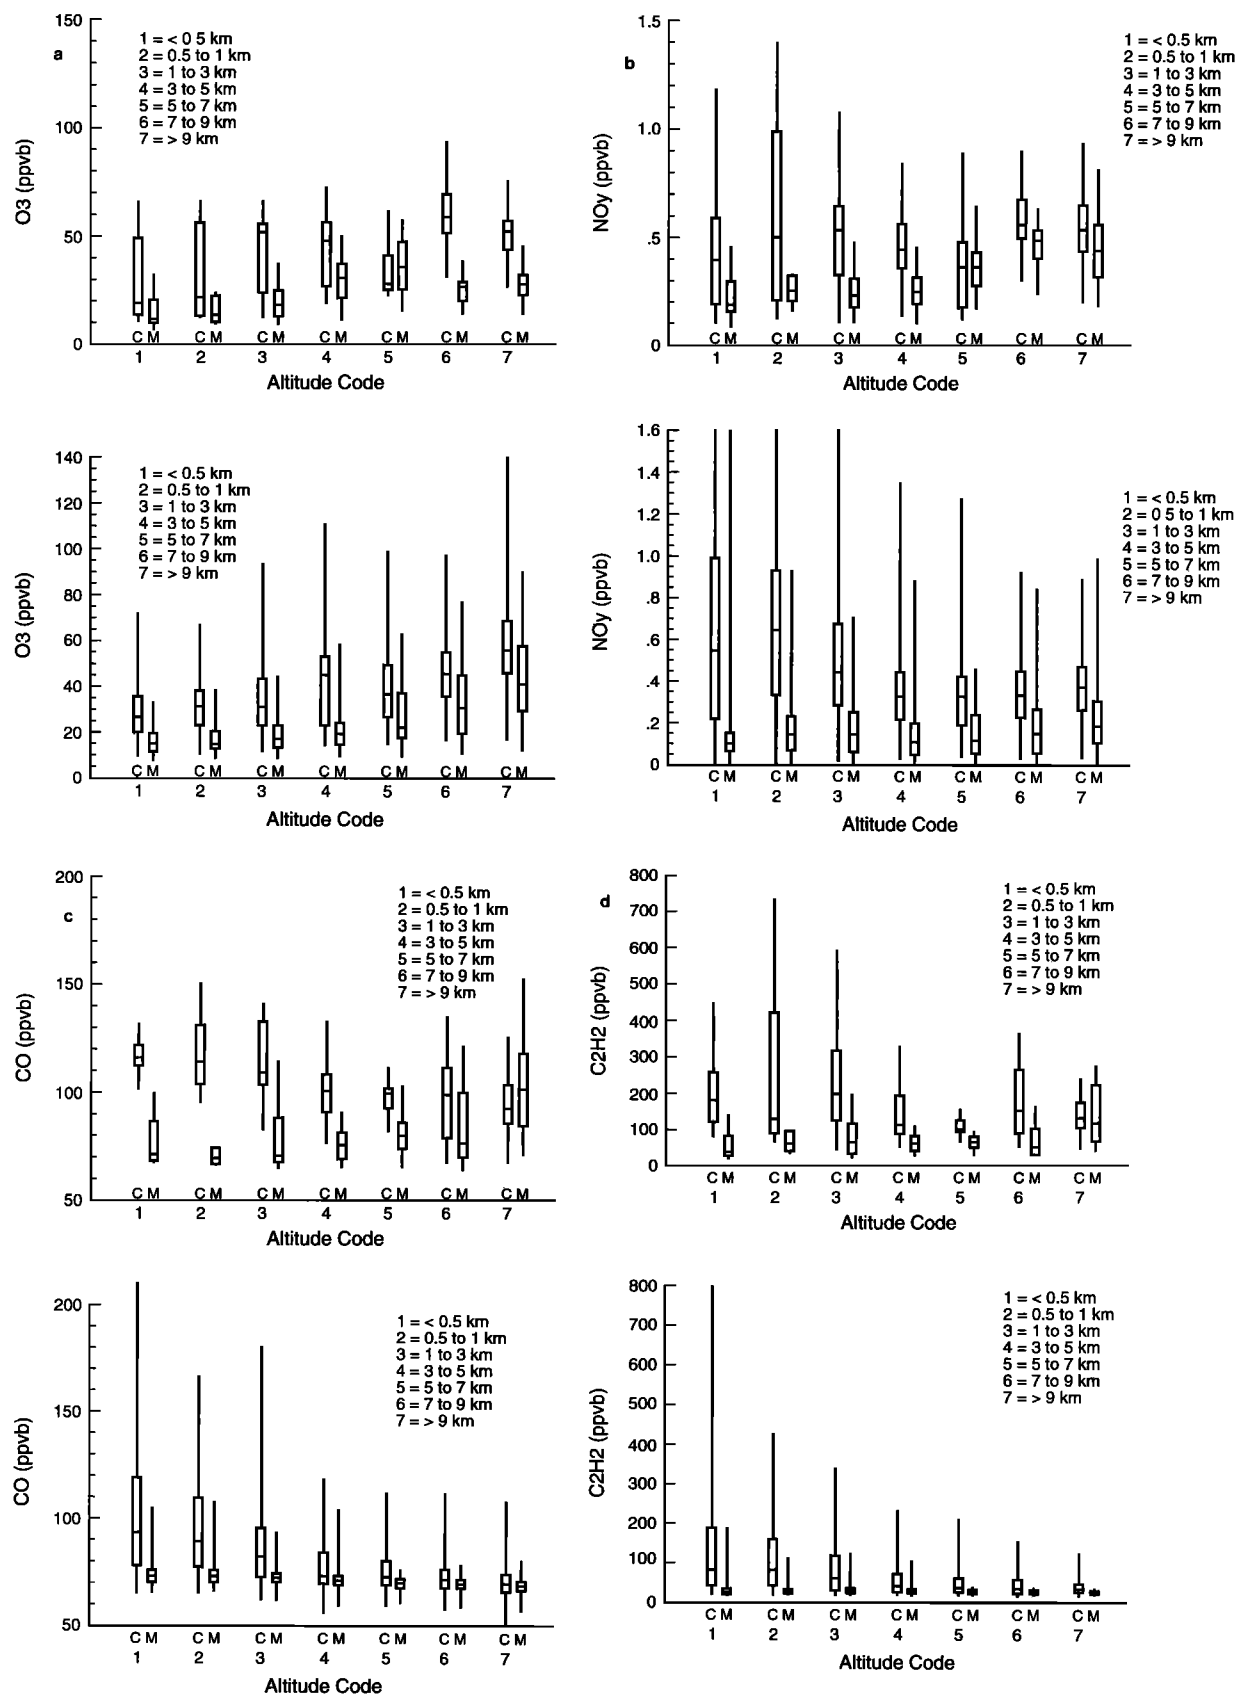 a
150
100
50
0
O3 (ppvb)
1 = < 0 5 km
2 = 0.5 to 1 km
3 = 1 to 3 km
4 = 3 to 5 km
5 = 5 to 7 km
6 = 7 to 9 km
7 = > 9 km
C M C M C M C M C M C M C M
1 2 3 4 5 6 7
Altitude Code
b
1.5
1.0
.5
0
NOy (ppvb)
1 = < 0.5 km
2 = 0.5 to 1 km
3 = 1 to 3 km
4 = 3 to 5 km
5 = 5 to 7 km
6 = 7 to 9 km
7 = > 9 km
C M C M C M C M C M C M C M
1 2 3 4 5 6 7
Altitude Code
140
120
100
80
60
40
20
0
O3 (ppvb)
1 = < 0.5 km
2 = 0.5 to 1 km
3 = 1 to 3 km
4 = 3 to 5 km
5 = 5 to 7 km
6 = 7 to 9 km
7 = > 9 km
C M C M C M C M C M C M C M
1 2 3 4 5 6 7
Altitude Code
1.6
1.4
1.2
1.0
.8
.6
.4
.2
0
NOy (ppvb)
1 = < 0.5 km
2 = 0 5 to 1 km
3 = 1 to 3 km
4 = 3 to 5 km
5 = 5 to 7 km
6 = 7 to 9 km
7 = > 9 km
C M C M C M C M C M C M C M
1 2 3 4 5 6 7
Altitude Code
c
200
150
100
50
CO (ppvb)
1 = < 0.5 km
2 = 0.5 to 1 km
3 = 1 to 3 km
4 = 3 to 5 km
5 = 5 to 7 km
6 = 7 to 9 km
7 = > 9 km
C M C M C M C M C M C M C M
1 2 3 4 5 6 7
Altitude Code
d
800
700
600
500
400
300
200
100
0
C2H2 (ppvb)
1 = < 0.5 km
2 = 0.5 to 1 km
3 = 1 to 3 km
4 = 3 to 5 km
5 = 5 to 7 km
6 = 7 to 9 km
7 = > 9 km
C M C M C M C M C M C M C M
1 2 3 4 5 6 7
Altitude Code
200
150
100
50
CO (ppvb)
1 = < 0.5 km
2 = 0.5 to 1 km
3 = 1 to 3 km
4 = 3 to 5 km
5 = 5 to 7 km
6 = 7 to 9 km
7 = > 9 km
C M C M C M C M C M C M C M
1 2 3 4 5 6 7
Altitude Code
800
700
600
500
400
300
200
100
0
C2H2 (ppvb)
1 = < 0.5 km
2 = 0.5 to 1 km
3 = 1 to 3 km
4 = 3 to 5 km
5 = 5 to 7 km
6 = 7 to 9 km
7 = > 9 km
C M C M C M C M C M C M C M
1 2 3 4 5 6 7
Altitude Code